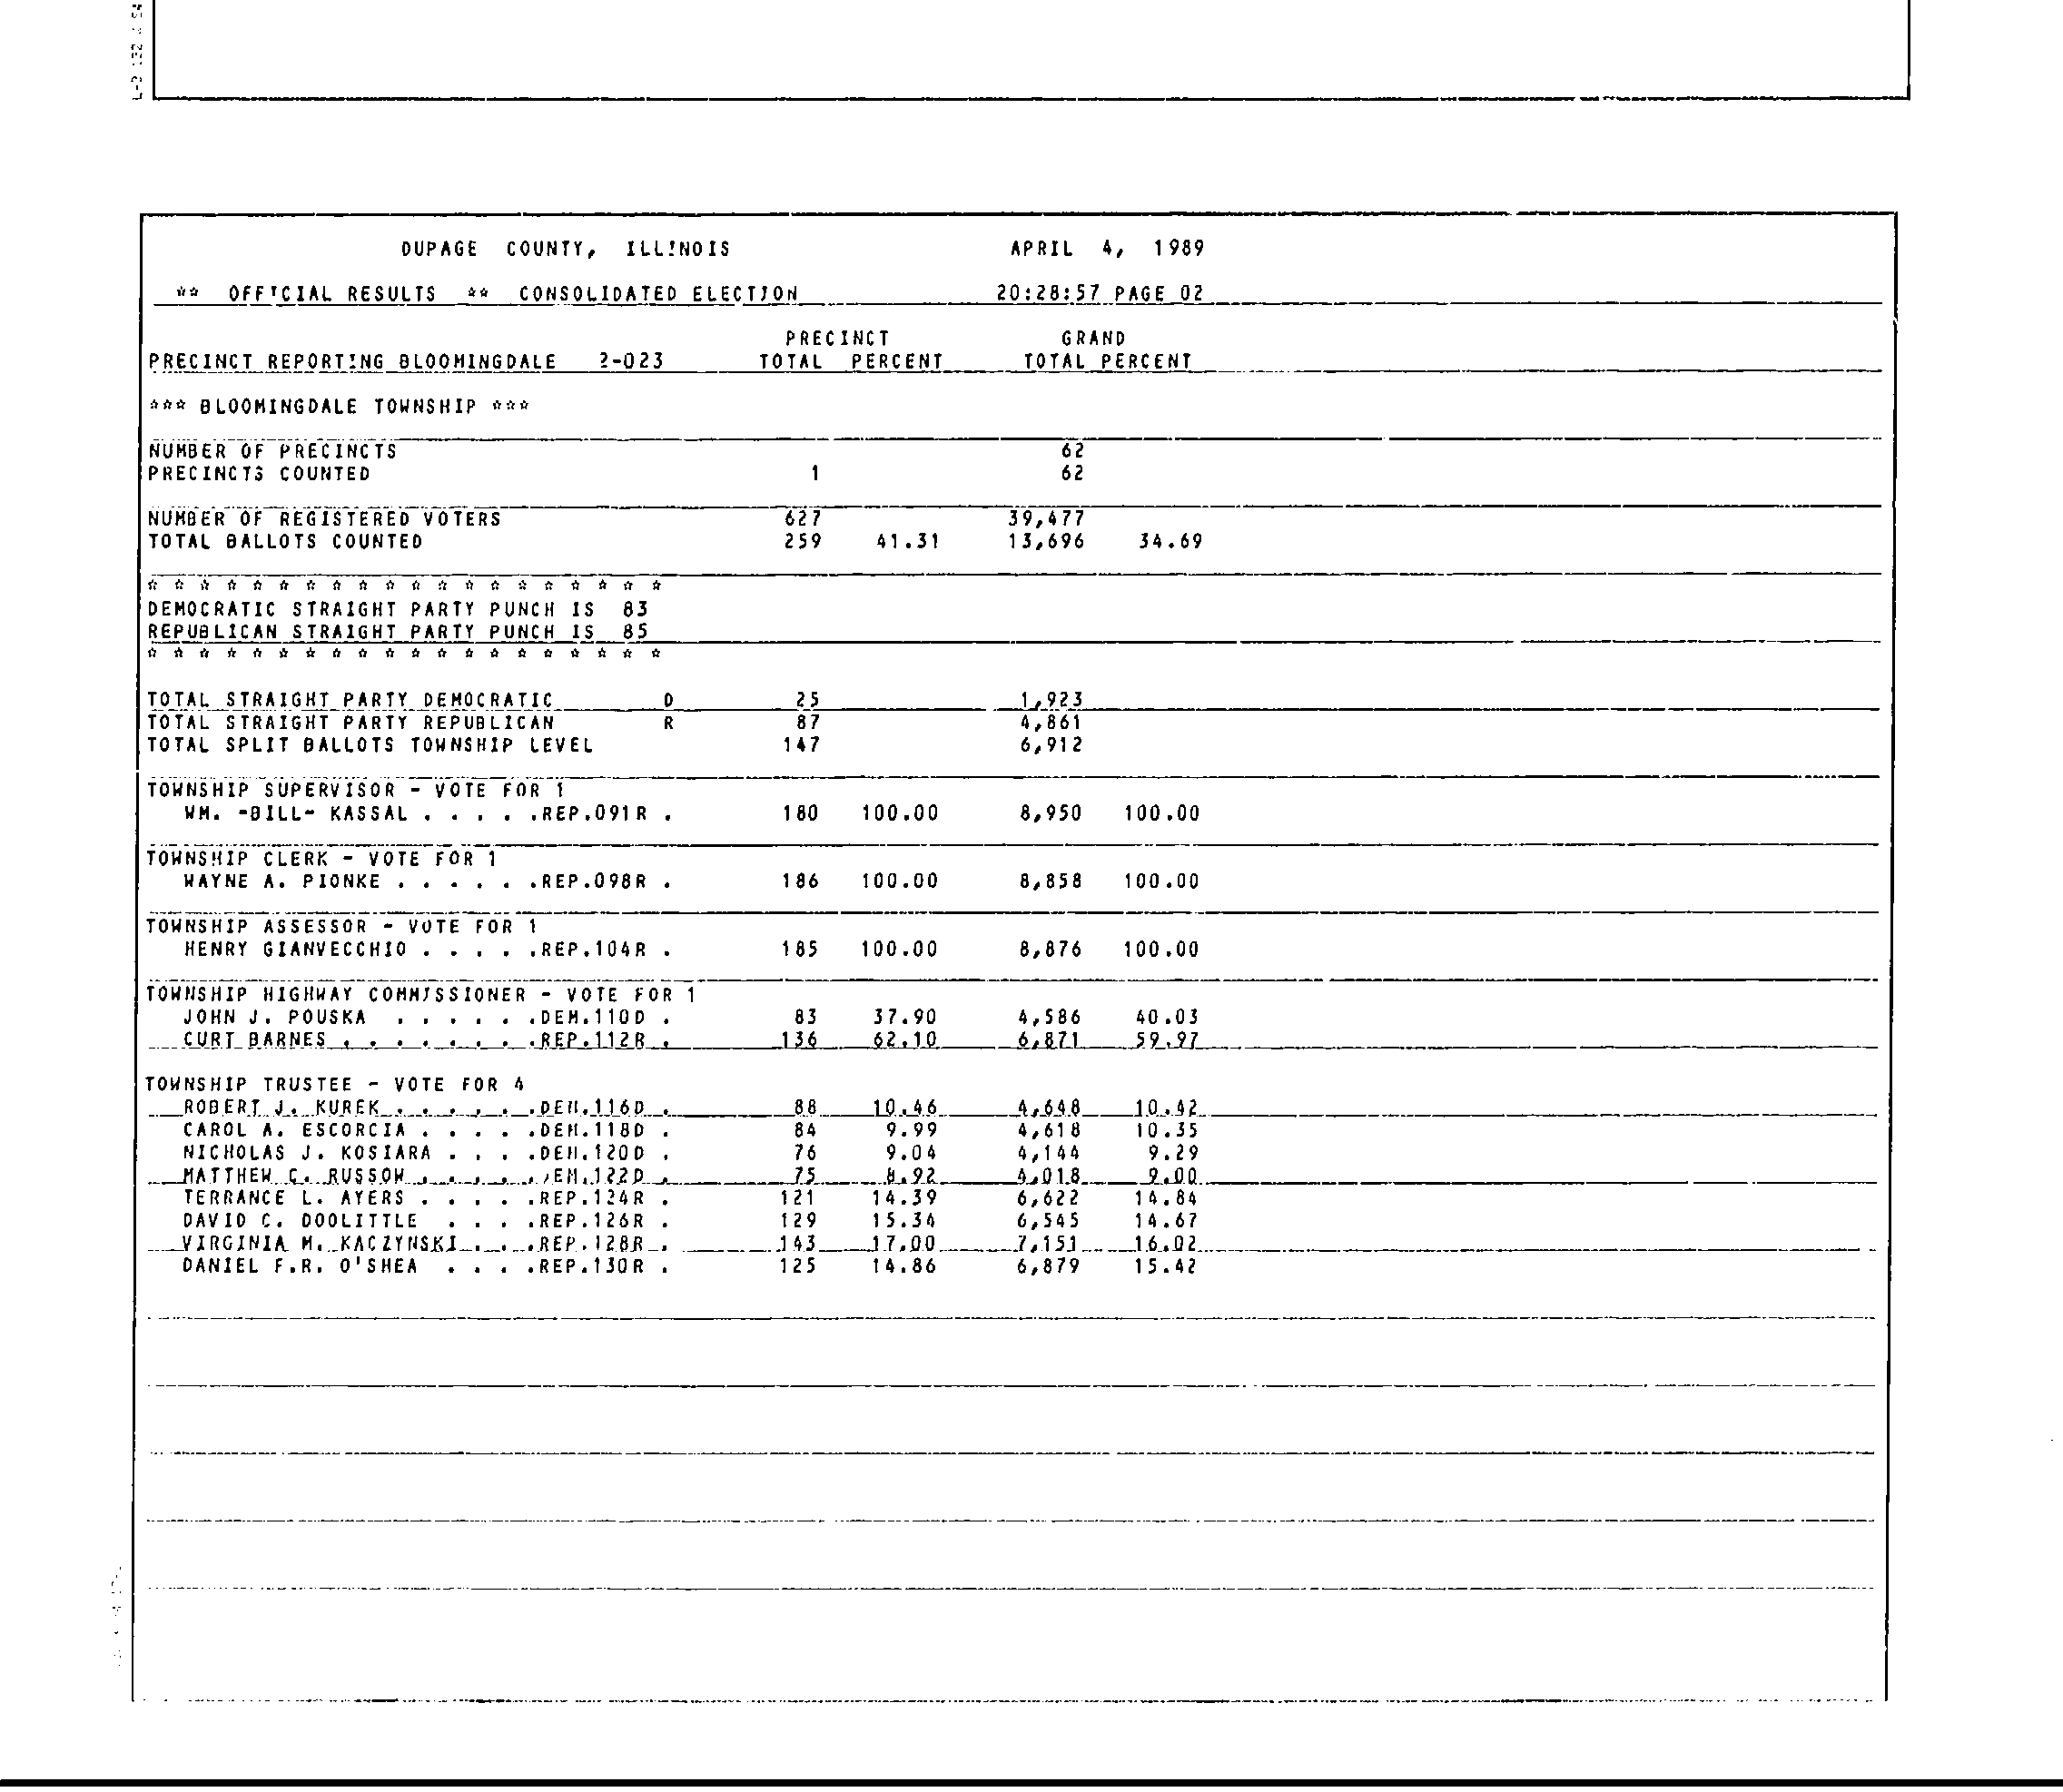 DUPAGE COUNTY, ILLINOIS APRIL 4, 1989
** OFFICIAL RESULTS ** CONSOLIDATED ELECTION 20:28:57 PAGE 02
PRECINCT GRAND
PRECINCT REPORTING BLOOMINGDALE 2-023 TOTAL PERCENT TOTAL PERCENT
*** BLOOMINGDALE TOWNSHIP ***
NUMBER OF PRECINCTS 62
PRECINCTS COUNTED 1 62
NUMBER OF REGISTERED VOTERS 627 39,477
TOTAL BALLOTS COUNTED 259 41.31 13,696 34.69
* * * * * * * * * * * * * * * * * * * *
DEMOCRATIC STRAIGHT PARTY PUNCH IS 83
REPUBLICAN STRAIGHT PARTY PUNCH IS 85
* * * * * * * * * * * * * * * * * * * *
TOTAL STRAIGHT PARTY DEMOCRATIC D 25 1,923
TOTAL STRAIGHT PARTY REPUBLICAN R 87 4,861
TOTAL SPLIT BALLOTS TOWNSHIP LEVEL 147 6,912
TOWNSHIP SUPERVISOR - VOTE FOR 1
WM. -BILL- KASSAL . . . . .REP.091R . 180 100.00 8,950 100.00
TOWNSHIP CLERK - VOTE FOR 1
WAYNE A. PIONKE . . . . . .REP.098R . 186 100.00 8,858 100.00
TOWNSHIP ASSESSOR - VOTE FOR 1
HENRY GIANVECCHIO . . . . .REP.104R . 185 100.00 8,876 100.00
TOWNSHIP HIGHWAY COMMISSIONER - VOTE FOR 1
JOHN J. POUSKA . . . . . .DEM.110D . 83 37.90 4,586 40.03
CURT BARNES . . . . . . . .REP.112R . 136 62.10 6,871 59.97
TOWNSHIP TRUSTEE - VOTE FOR 4
ROBERT J. KUREK . . . . . .DEM.116D . 88 10.46 4,648 10.42
CAROL A. ESCORCIA . . . . .DEM.118D . 84 9.99 4,618 10.35
NICHOLAS J. KOSIARA . . . .DEM.120D . 76 9.04 4,144 9.29
MATTHEW C. RUSSOW . . . . .DEM.122D . 75 8.92 4,018 9.00
TERRANCE L. AYERS . . . . .REP.124R . 121 14.39 6,622 14.84
DAVID C. DOOLITTLE . . . .REP.126R . 129 15.34 6,545 14.67
VIRGINIA M. KACZYNSKI . . .REP.128R . 143 17.00 7,151 16.02
DANIEL F.R. O'SHEA . . . .REP.130R . 125 14.86 6,879 15.42